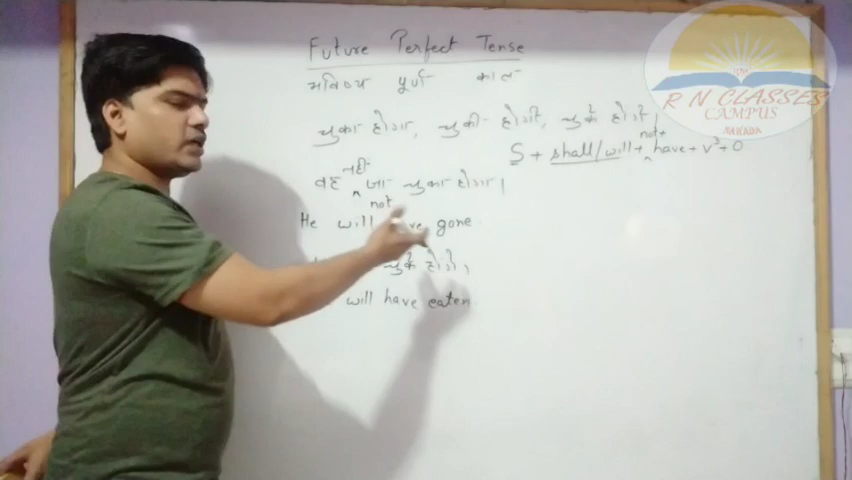 Future Perfect Tense
भविष्य पूर्ण काल
चुका होगा, चुकी होगी, चुके होंगे।
not+
S + shall/will + ^ have + V³ + O
नहीं
वह ^ जा चुका होगा।
not
He will have gone.
चुके होंगे,
will have eaten.
R N CLASSES
CAMPUS